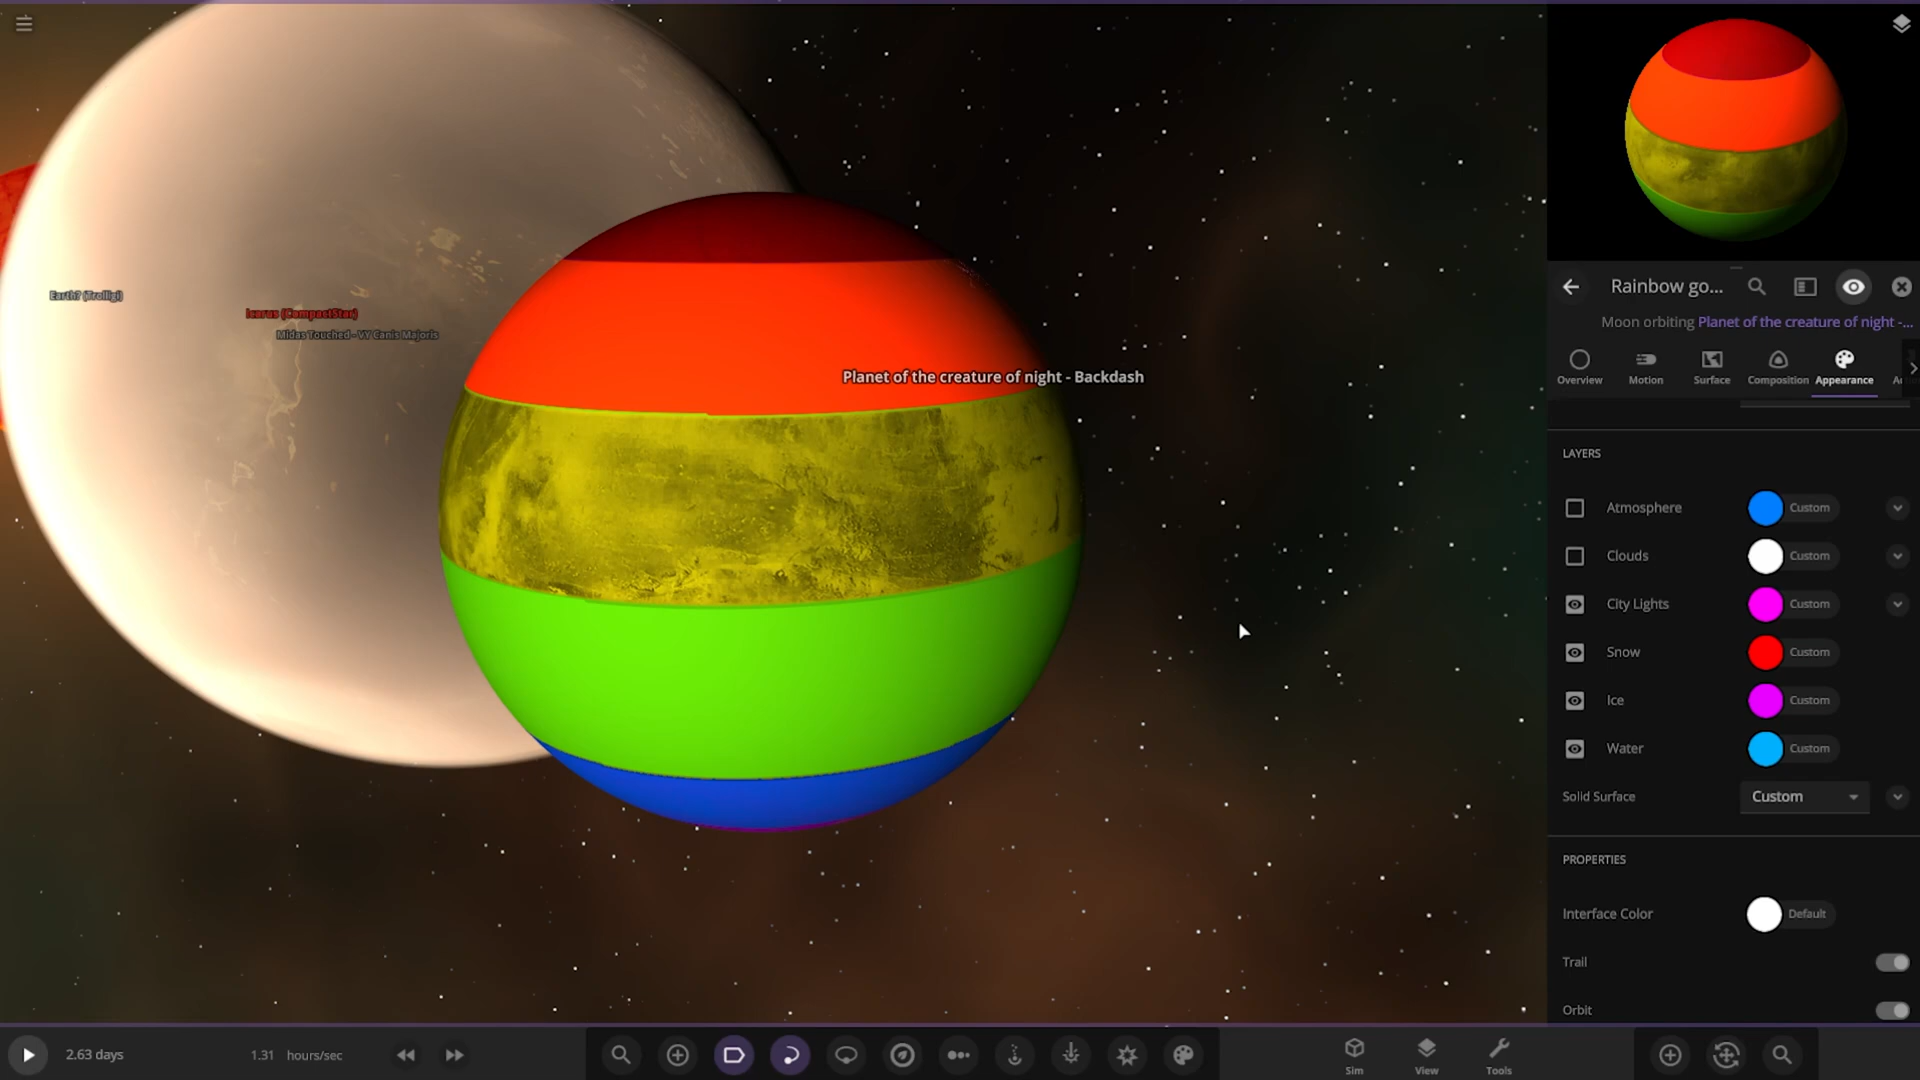 Earth? (Trolligi)
Icarus (CompastStar)
Midas Touched - VY Canis Majoris
Planet of the creature of night - Backdash
Rainbow go...
Moon orbiting Planet of the creature of night -...
Overview
Motion
Surface
Composition
Appearance
LAYERS
Atmosphere Custom
Clouds Custom
City Lights Custom
Snow Custom
Ice Custom
Water Custom
Solid Surface Custom
PROPERTIES
Interface Color Default
Trail
Orbit
2.63 days
1.31 hours/sec
Sim
View
Tools